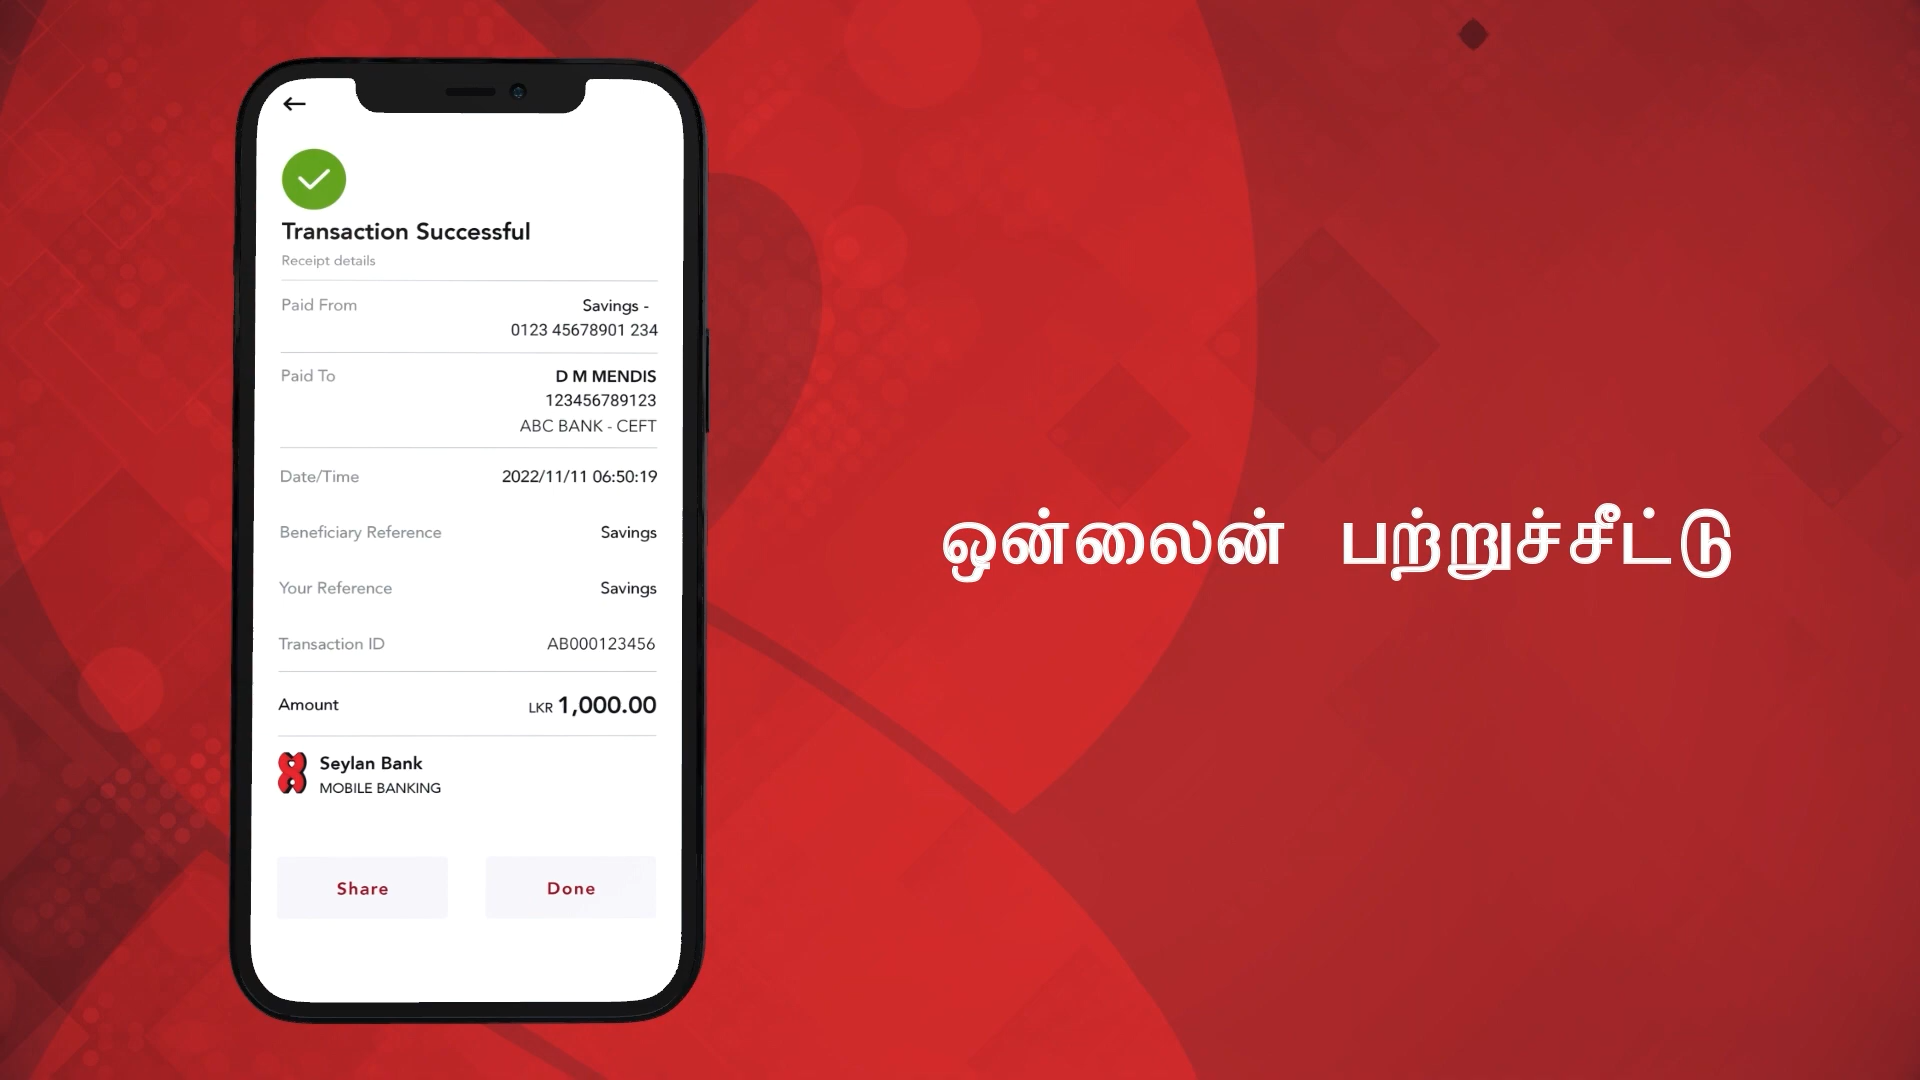 Transaction Successful
Receipt details
Paid From Savings -
0123 45678901 234
Paid To D M MENDIS
123456789123
ABC BANK - CEFT
Date/Time 2022/11/11 06:50:19
Beneficiary Reference Savings
Your Reference Savings
Transaction ID AB000123456
Amount LKR 1,000.00
Seylan Bank
MOBILE BANKING
Share Done
ஒன்லைன் பற்றுச்சீட்டு